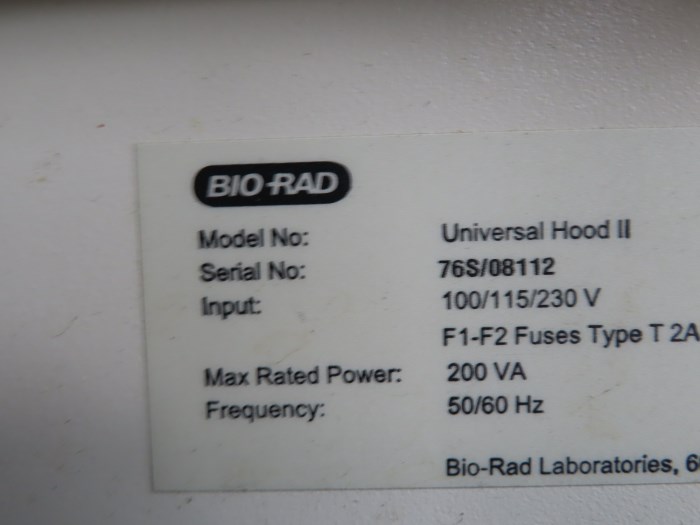 BIO-RAD
Model No: Universal Hood II
Serial No: 76S/08112
Input: 100/115/230 V
F1-F2 Fuses Type T 2A
Max Rated Power: 200 VA
Frequency: 50/60 Hz
Bio-Rad Laboratories, 6